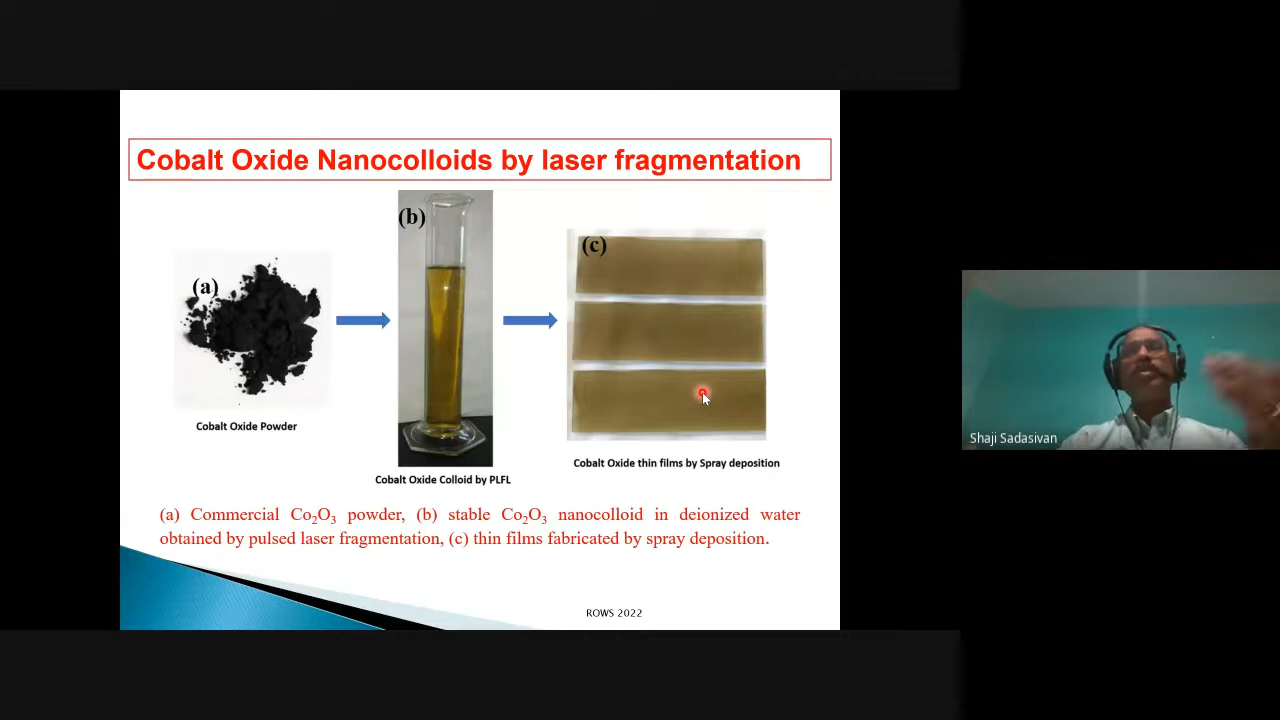 Cobalt Oxide Nanocolloids by laser fragmentation
(a)
(b)
(c)
Cobalt Oxide Powder
Cobalt Oxide Colloid by PLFL
Cobalt Oxide thin films by Spray deposition
(a) Commercial Co₂O₃ powder, (b) stable Co₂O₃ nanocolloid in deionized water
obtained by pulsed laser fragmentation, (c) thin films fabricated by spray deposition.
ROWS 2022
Shaji Sadasivan